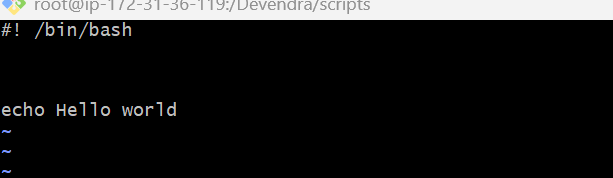 root@ip-172-31-36-119:/Devendra/scripts
#! /bin/bash
echo Hello world
~
~
~